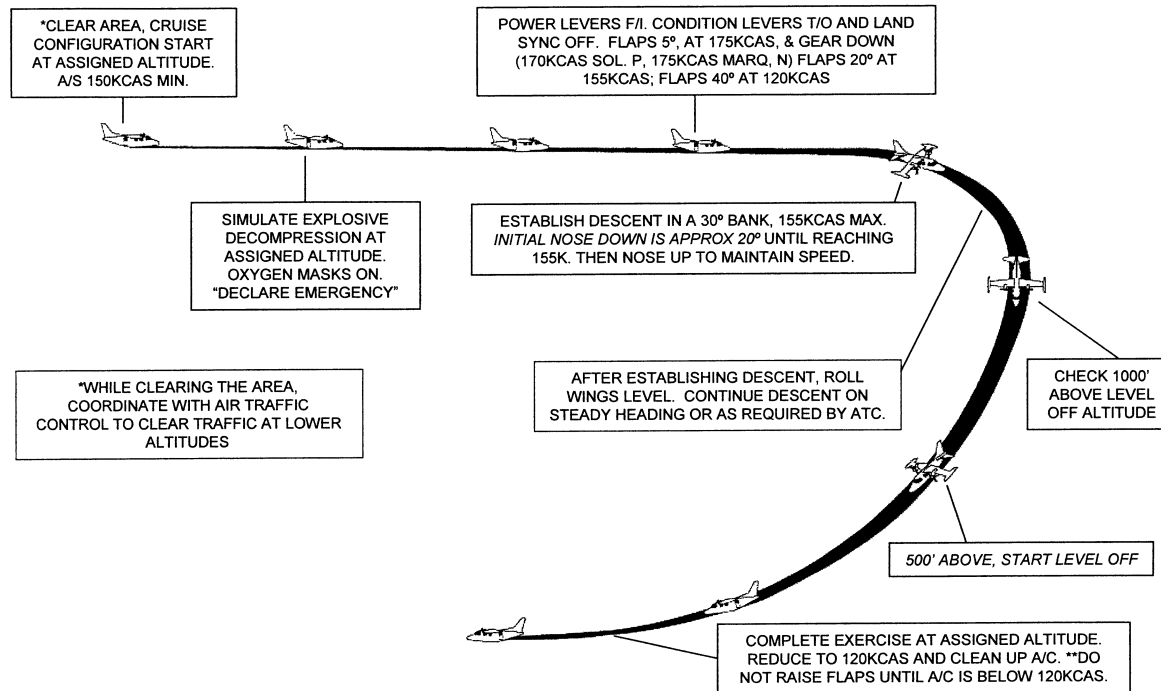 *CLEAR AREA, CRUISE
CONFIGURATION START
AT ASSIGNED ALTITUDE.
A/S 150KCAS MIN.
POWER LEVERS F/I. CONDITION LEVERS T/O AND LAND
SYNC OFF. FLAPS 5º, AT 175KCAS, & GEAR DOWN
(170KCAS SOL. P, 175KCAS MARQ, N) FLAPS 20º AT
155KCAS; FLAPS 40º AT 120KCAS
SIMULATE EXPLOSIVE
DECOMPRESSION AT
ASSIGNED ALTITUDE.
OXYGEN MASKS ON.
"DECLARE EMERGENCY"
ESTABLISH DESCENT IN A 30º BANK, 155KCAS MAX.
INITIAL NOSE DOWN IS APPROX 20º UNTIL REACHING
155K. THEN NOSE UP TO MAINTAIN SPEED.
*WHILE CLEARING THE AREA,
COORDINATE WITH AIR TRAFFIC
CONTROL TO CLEAR TRAFFIC AT LOWER
ALTITUDES
AFTER ESTABLISHING DESCENT, ROLL
WINGS LEVEL. CONTINUE DESCENT ON
STEADY HEADING OR AS REQUIRED BY ATC.
CHECK 1000'
ABOVE LEVEL
OFF ALTITUDE
500' ABOVE, START LEVEL OFF
COMPLETE EXERCISE AT ASSIGNED ALTITUDE.
REDUCE TO 120KCAS AND CLEAN UP A/C. **DO
NOT RAISE FLAPS UNTIL A/C IS BELOW 120KCAS.